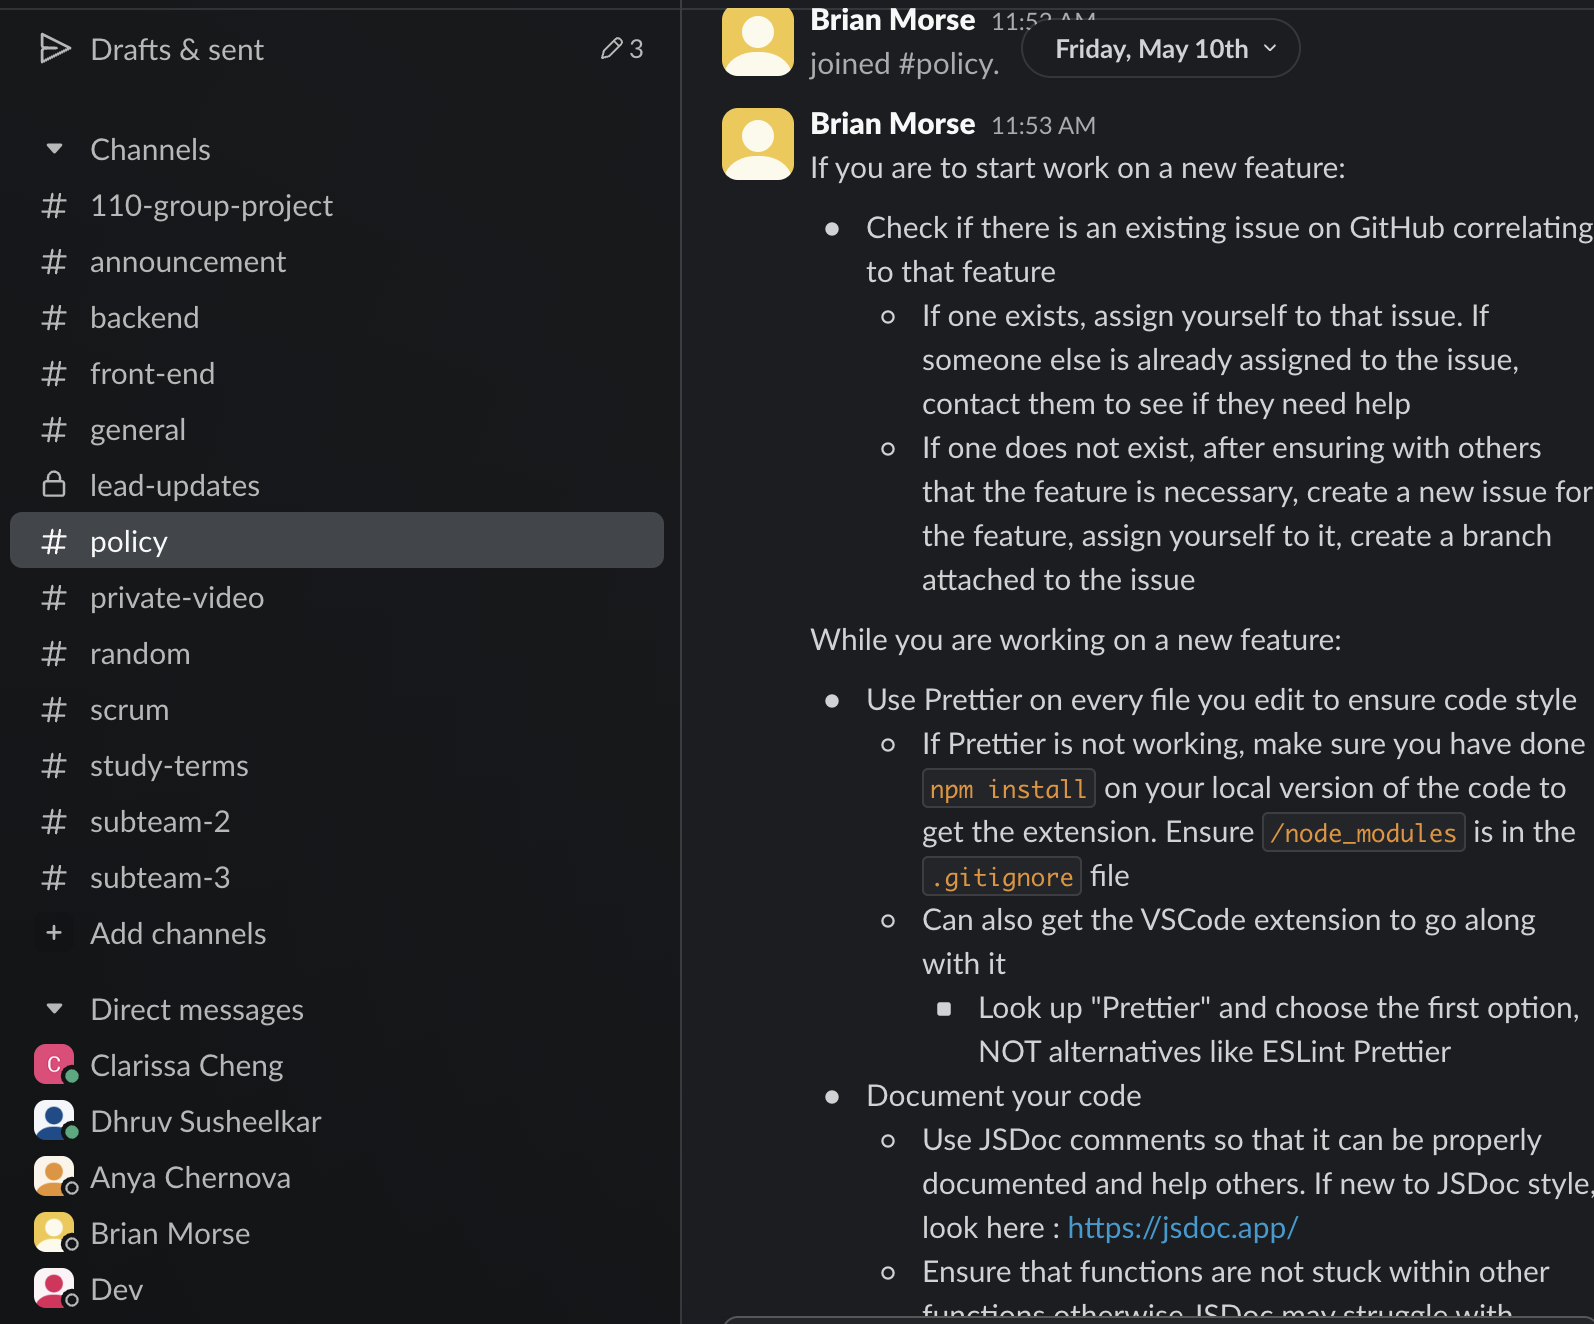 Drafts & sent
3
Channels
110-group-project
announcement
backend
front-end
general
lead-updates
policy
private-video
random
scrum
study-terms
subteam-2
subteam-3
Add channels
Direct messages
C
Clarissa Cheng
Dhruv Susheelkar
Anya Chernova
Brian Morse
Dev
Brian Morse 11:52 AM
joined #policy.
Friday, May 10th
Brian Morse 11:53 AM
If you are to start work on a new feature:
Check if there is an existing issue on GitHub correlating
to that feature
If one exists, assign yourself to that issue. If
someone else is already assigned to the issue,
contact them to see if they need help
If one does not exist, after ensuring with others
that the feature is necessary, create a new issue for
the feature, assign yourself to it, create a branch
attached to the issue
While you are working on a new feature:
Use Prettier on every file you edit to ensure code style
If Prettier is not working, make sure you have done
npm install on your local version of the code to
get the extension. Ensure /node_modules is in the
.gitignore file
Can also get the VSCode extension to go along
with it
Look up "Prettier" and choose the first option,
NOT alternatives like ESLint Prettier
Document your code
Use JSDoc comments so that it can be properly
documented and help others. If new to JSDoc style,
look here : https://jsdoc.app/
Ensure that functions are not stuck within other
functions otherwise JSDoc may struggle with